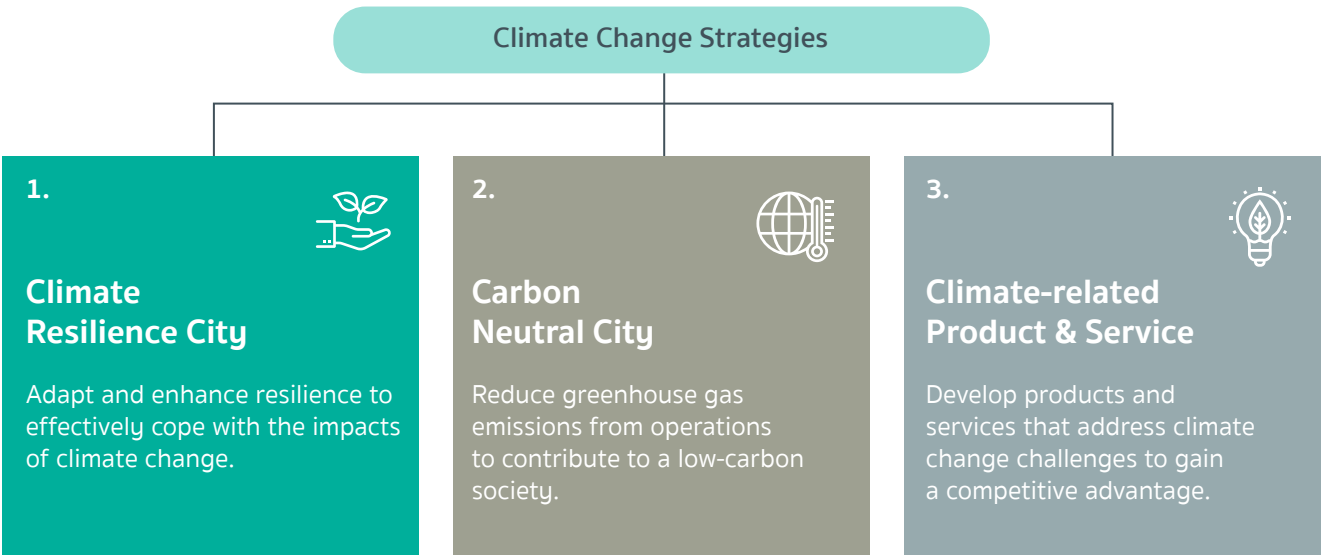 Climate Change Strategies
1.
Climate
Resilience City
Adapt and enhance resilience to
effectively cope with the impacts
of climate change.
2.
Carbon
Neutral City
Reduce greenhouse gas
emissions from operations
to contribute to a low-carbon
society.
3.
Climate-related
Product & Service
Develop products and
services that address climate
change challenges to gain
a competitive advantage.